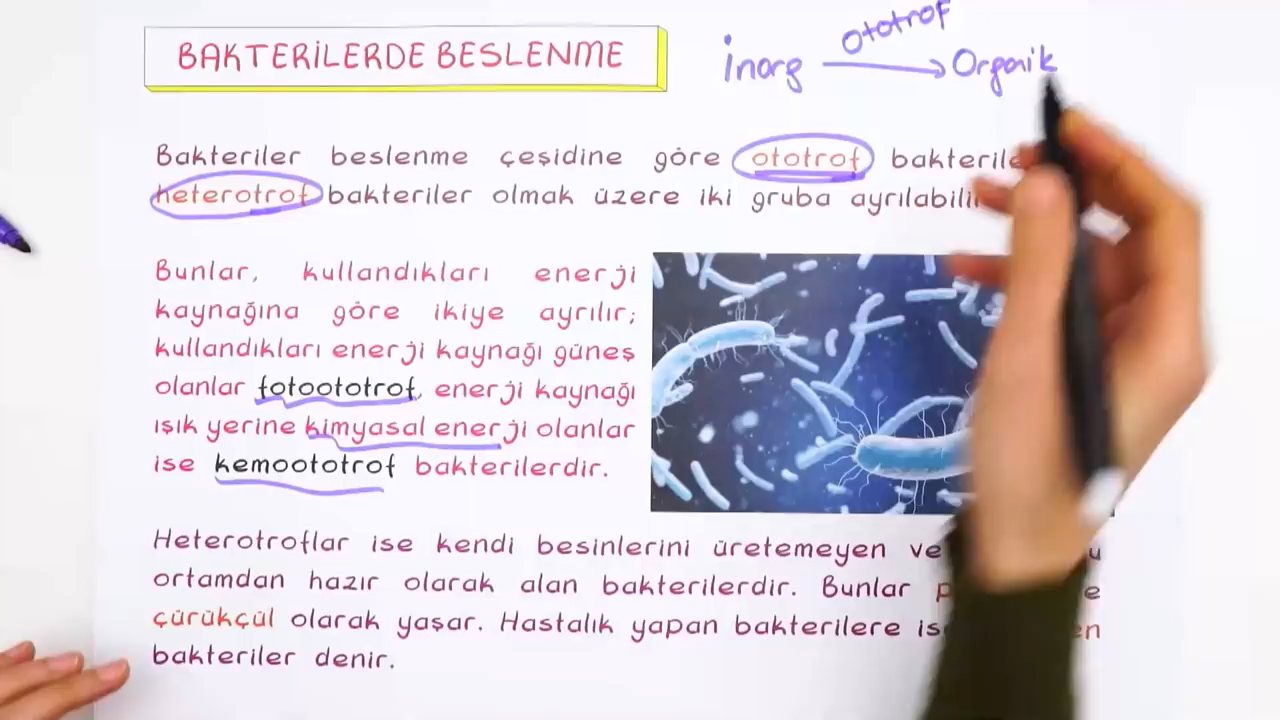 BAKTERİLERDE BESLENME
ototrof
İnorg → Organik
Bakteriler beslenme çeşidine göre ototrof
heterotrof bakteriler olmak üzere iki gruba
Bunlar, kullandıkları enerji
kaynağına göre ikiye ayrılır;
kullandıkları enerji kaynağı güneş
olanlar fotoototrof, enerji kaynağı
ışık yerine kimyasal enerji olanlar
ise kemoototrof bakterilerdir.
Heterotroflar ise kendi besinlerini üretemeyen ve
ortamdan hazır olarak alan bakterilerdir. Bunlar
çürükçül olarak yaşar. Hastalık yapan bakterilere
bakteriler denir.